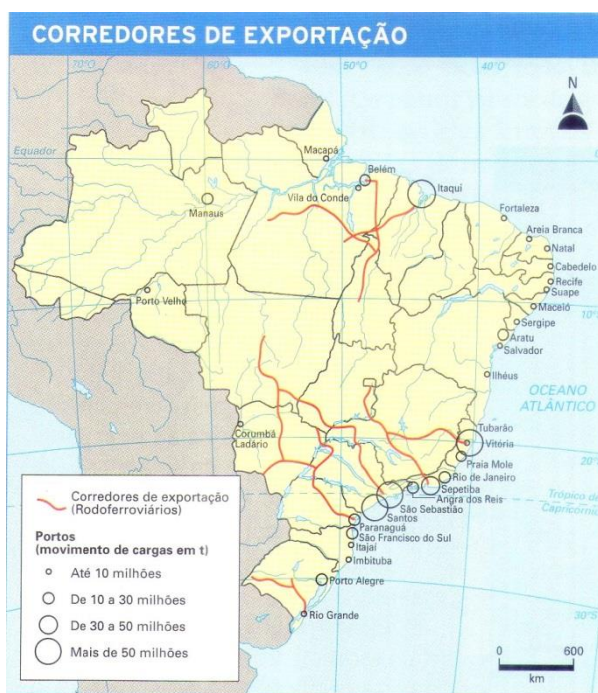 CORREDORES DE EXPORTAÇÃO
70°O
60°O
50°O
40°O
N
Equador
Macapá
Belém
Vila do Conde
Itaqui
Manaus
Fortaleza
Areia Branca
Natal
Cabedelo
Recife
Suape
Porto Velho
Maceió
10°S
Sergipe
Aratu
Salvador
Ilhéus
OCEANO
ATLÂNTICO
Corumbá
Ladário
Tubarão
Vitória
Praia Mole
20°S
Rio de Janeiro
Sepetiba
Angra dos Reis
Trópico de
Capricórnio
São Sebastião
Santos
Paranaguá
São Francisco do Sul
Itajaí
Imbituba
Porto Alegre
Rio Grande
30°S
Corredores de exportação
(Rodoferroviários)
Portos
(movimento de cargas em t)
Até 10 milhões
De 10 a 30 milhões
De 30 a 50 milhões
Mais de 50 milhões
0 600
km